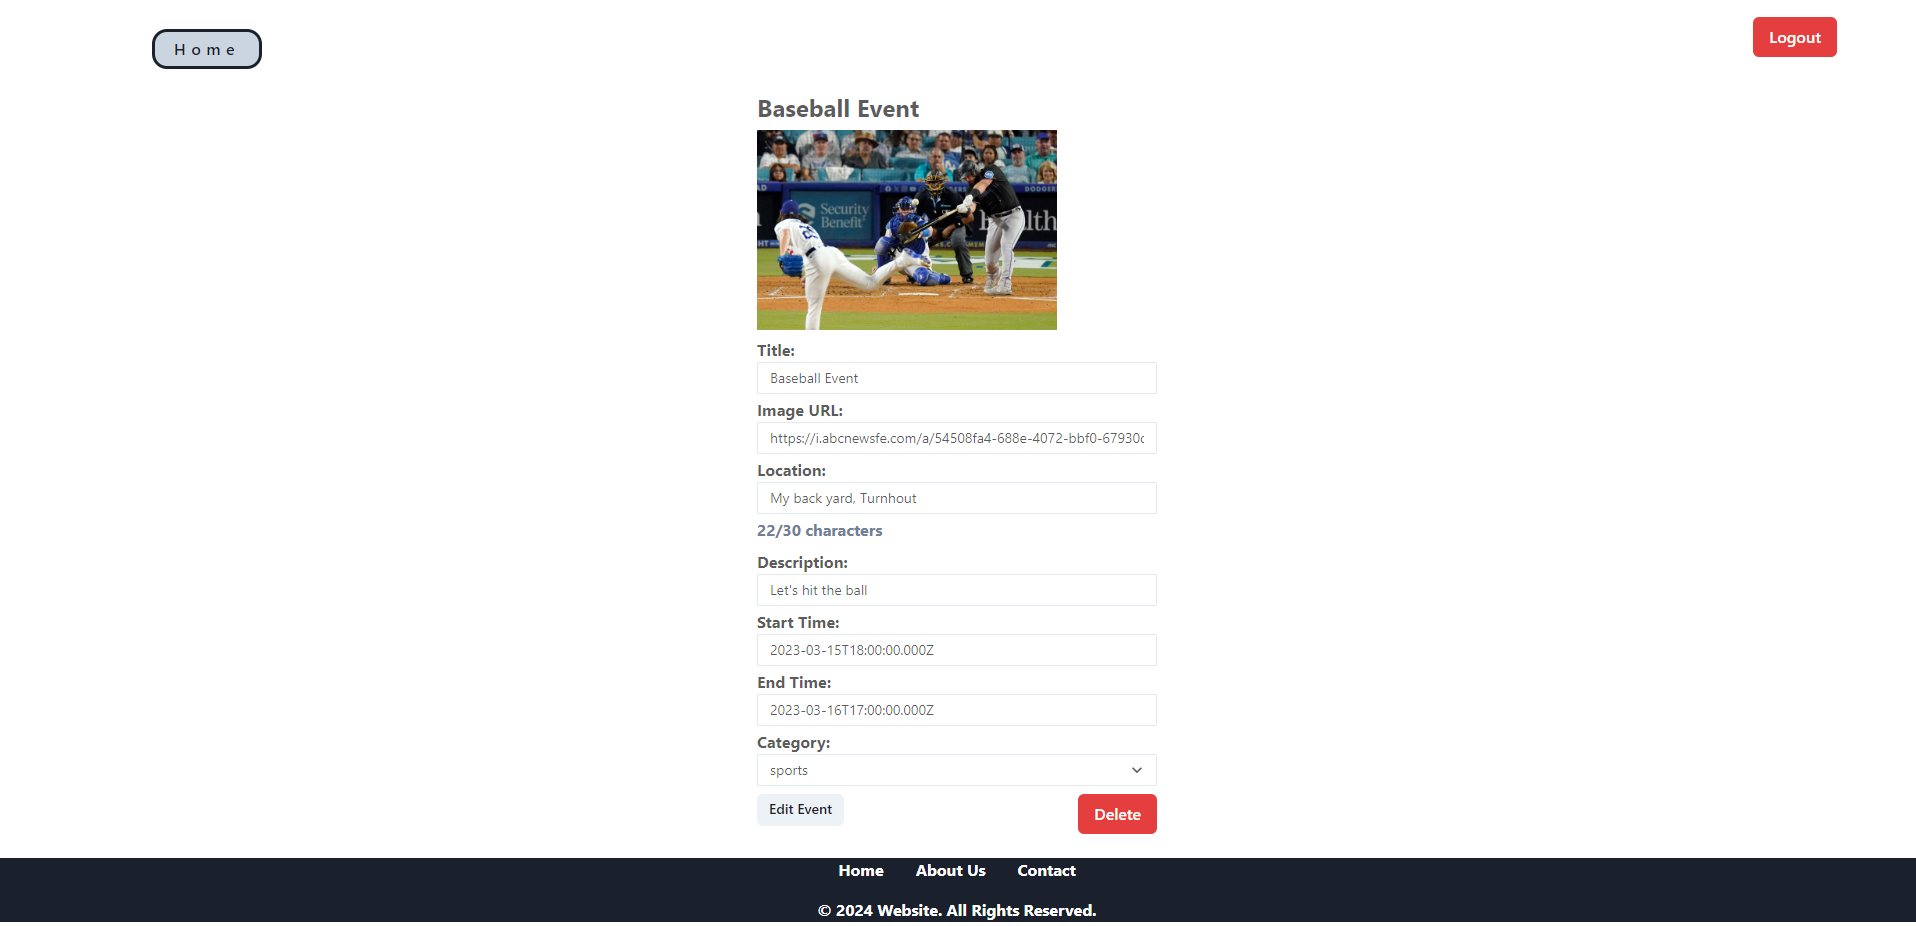 Home
Logout
Baseball Event
DODGERS
Security
Benefit
Title:
Baseball Event
Image URL:
https://i.abcnewsfe.com/a/54508fa4-688e-4072-bbf0-67930
Location:
My back yard, Turnhout
22/30 characters
Description:
Let's hit the ball
Start Time:
2023-03-15T18:00:00.000Z
End Time:
2023-03-16T17:00:00.000Z
Category:
sports
Edit Event
Delete
Home About Us Contact
© 2024 Website. All Rights Reserved.